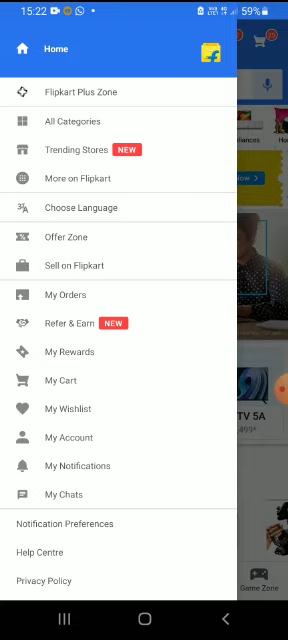 15:22 59%
Home
25
Flipkart Plus Zone
All Categories
Trending Stores NEW
More on Flipkart
Choose Language
Offer Zone
Sell on Flipkart
My Orders
Refer & Earn NEW
My Rewards
My Cart
TV 5A
My Wishlist
499*
My Account
My Notifications
My Chats
Notification Preferences
Help Centre
Privacy Policy
Game Zone